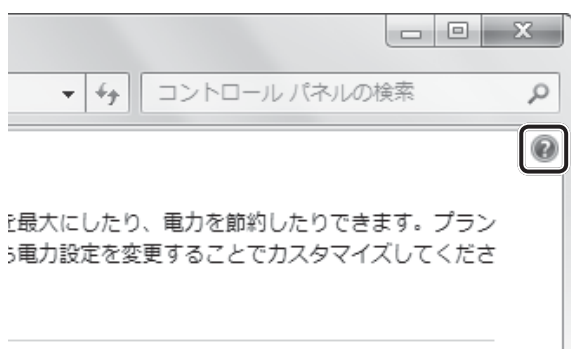 コントロール パネルの検索
を最大にしたり、電力を節約したりできます。プラン
ら電力設定を変更することでカスタマイズしてくださ